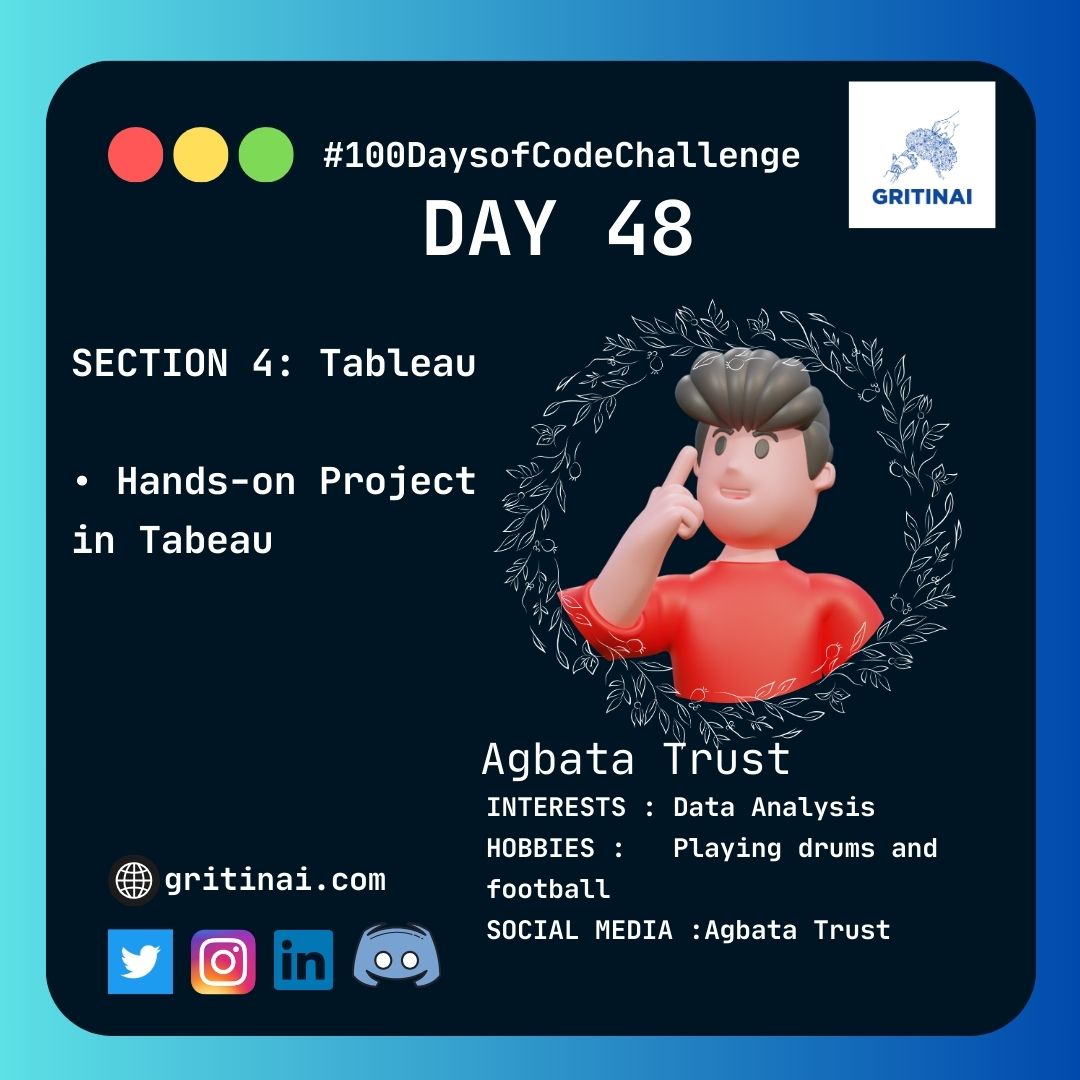 #100DaysofCodeChallenge
DAY 48
GRITINAI
SECTION 4: Tableau
• Hands-on Project
in Tabeau
Agbata Trust
INTERESTS : Data Analysis
HOBBIES : Playing drums and
football
SOCIAL MEDIA :Agbata Trust
gritinai.com
in